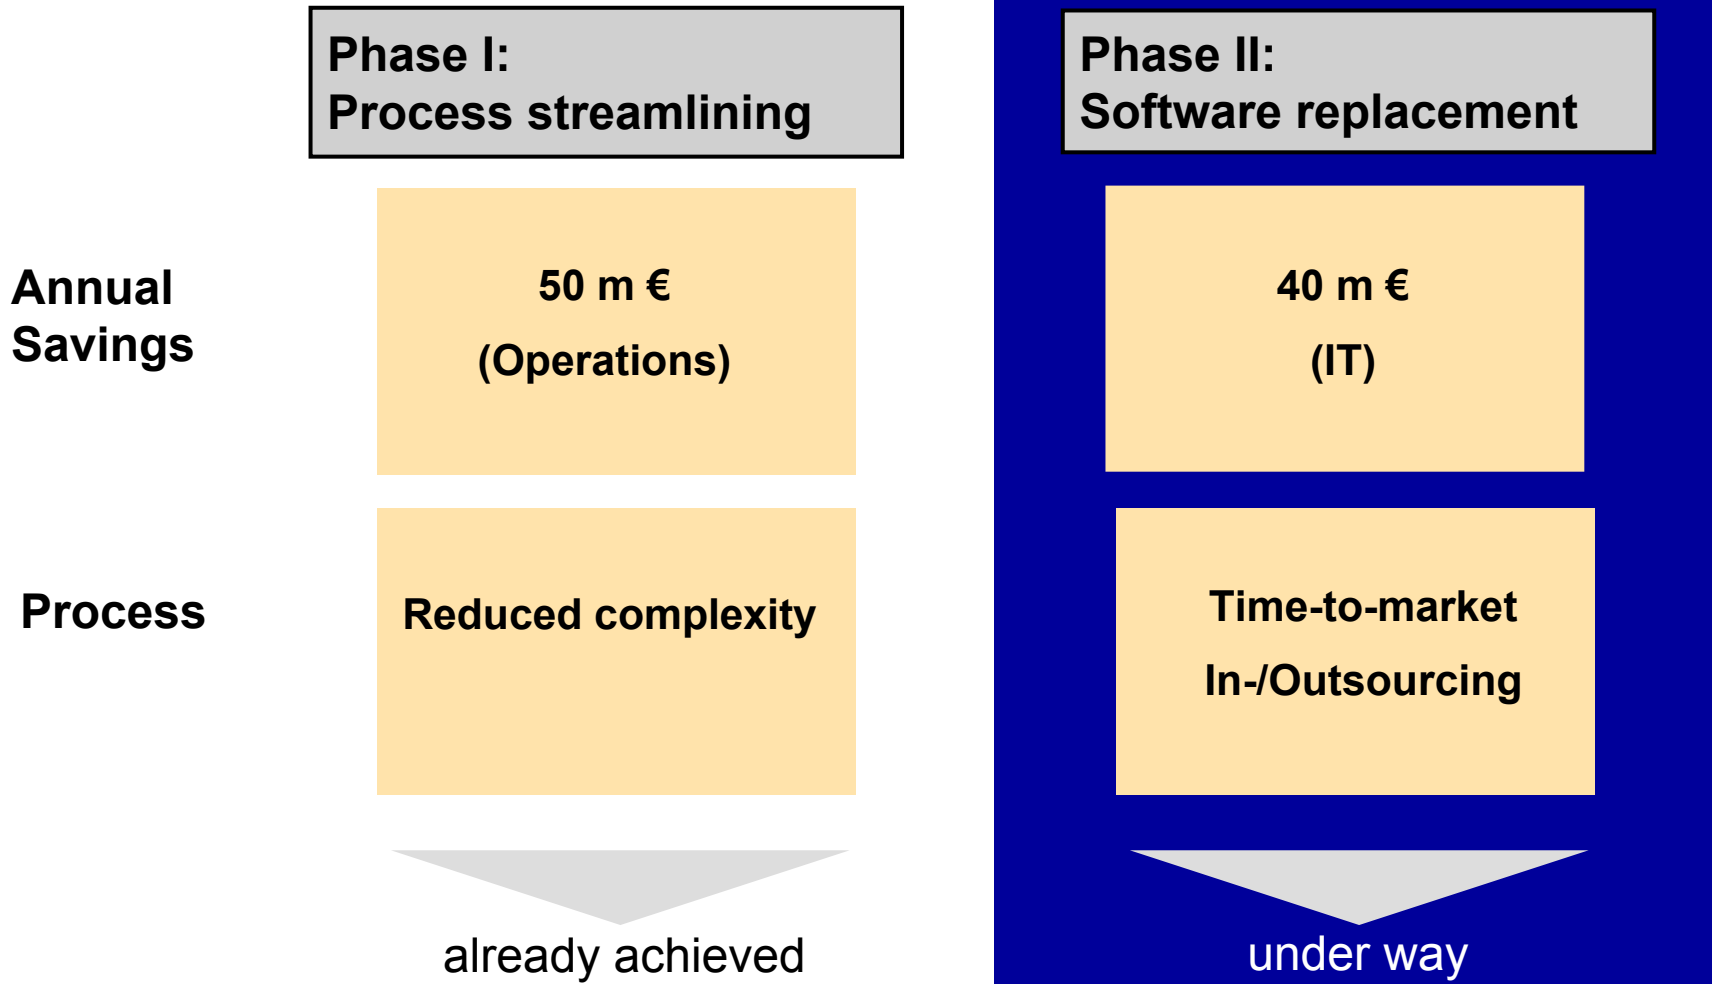 Phase I:
Process streamlining
Phase II:
Software replacement
Annual
Savings
50 m €
(Operations)
40 m €
(IT)
Process
Reduced complexity
Time-to-market
In-/Outsourcing
already achieved
under way